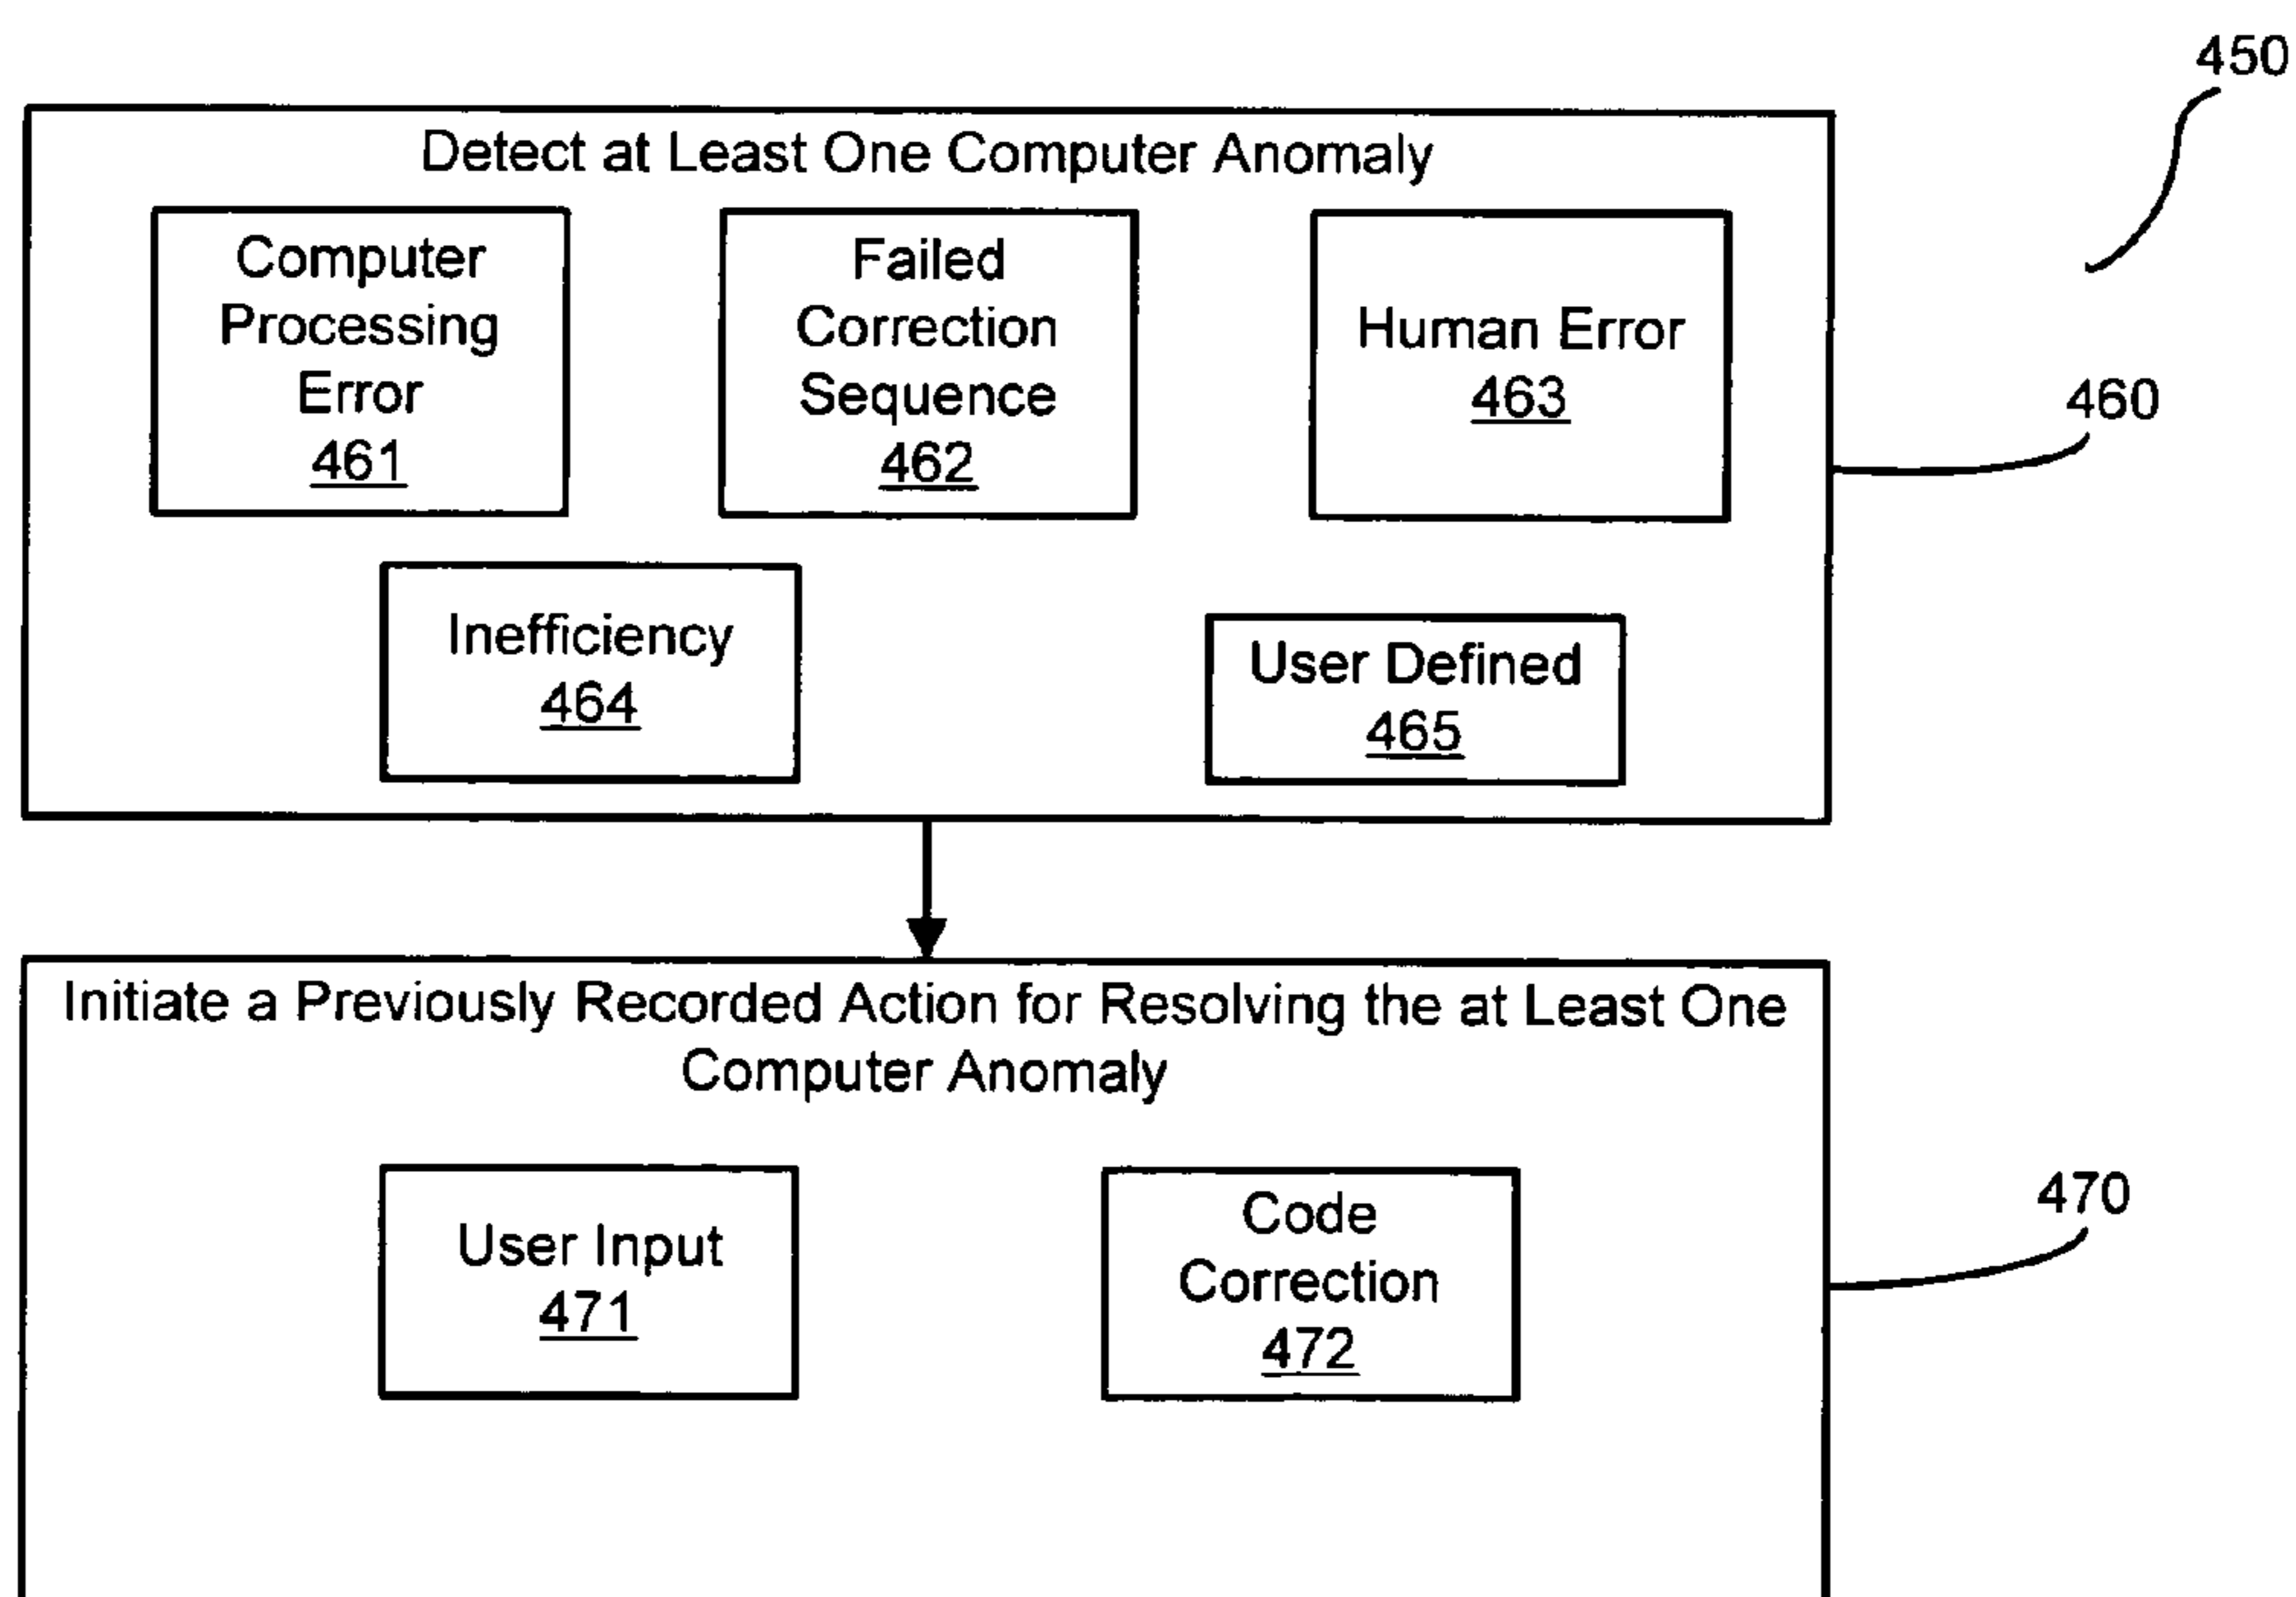 450
Detect at Least One Computer Anomaly
Computer
Processing
Error
461
Failed
Correction
Sequence
462
Human Error
463
460
Inefficiency
464
User Defined
465
Initiate a Previously Recorded Action for Resolving the at Least One
Computer Anomaly
User Input
471
Code
Correction
472
470